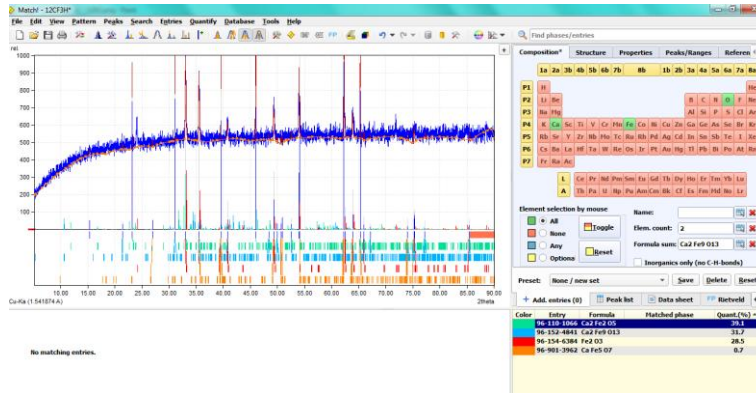 Match! - 12CF3H*
File Edit View Pattern Peaks Search Entries Quantify Database Tools Help
Find phases/entries
rel.
1000
900
800
700
600
500
400
300
200
100
5.00 10.00 15.00 20.00 25.00 30.00 35.00 40.00 45.00 50.00 55.00 60.00 65.00 70.00 75.00 80.00 85.00 90.0
Cu-Ka (1.541874 A)
2theta
No matching entries.
Composition* Structure Properties Peaks/Ranges Referen
1a 2a 3b 4b 5b 6b 7b 8b 1b 2b 3a 4a 5a 6a 7a 8a
P1 H He
P2 Li Be B C N O F Ne
P3 Na Mg Al Si P S Cl Ar
P4 K Ca Sc Ti V Cr Mn Fe Co Ni Cu Zn Ga Ge As Se Br Kr
P5 Rb Sr Y Zr Nb Mo Tc Ru Rh Pd Ag Cd In Sn Sb Te I Xe
P6 Cs Ba La Hf Ta W Re Os Ir Pt Au Hg Tl Pb Bi Po At Rn
P7 Fr Ra Ac
L Ce Pr Nd Pm Sm Eu Gd Tb Dy Ho Er Tm Yb Lu
A Th Pa U Np Pu Am Cm Bk Cf Es Fm Md No Lr
Element selection by mouse
All
None
Any
Optiona
Toggle
Reset
Name:
Elem. count: 2
Formula sum: Ca2 Fe9 O13
Inorganics only (no C-H-bonds)
Preset: None / new set Save Delete Reset
Add. entries (0) Peak list Data sheet FP Rietveld
Color Entry Formula Matched phase Quant.(%)
96-110-1066 Ca2 Fe2 O5 39.1
96-152-4841 Ca2 Fe9 O13 31.7
96-154-6384 Fe2 O3 28.5
96-901-3962 Ca Fe5 O7 0.7